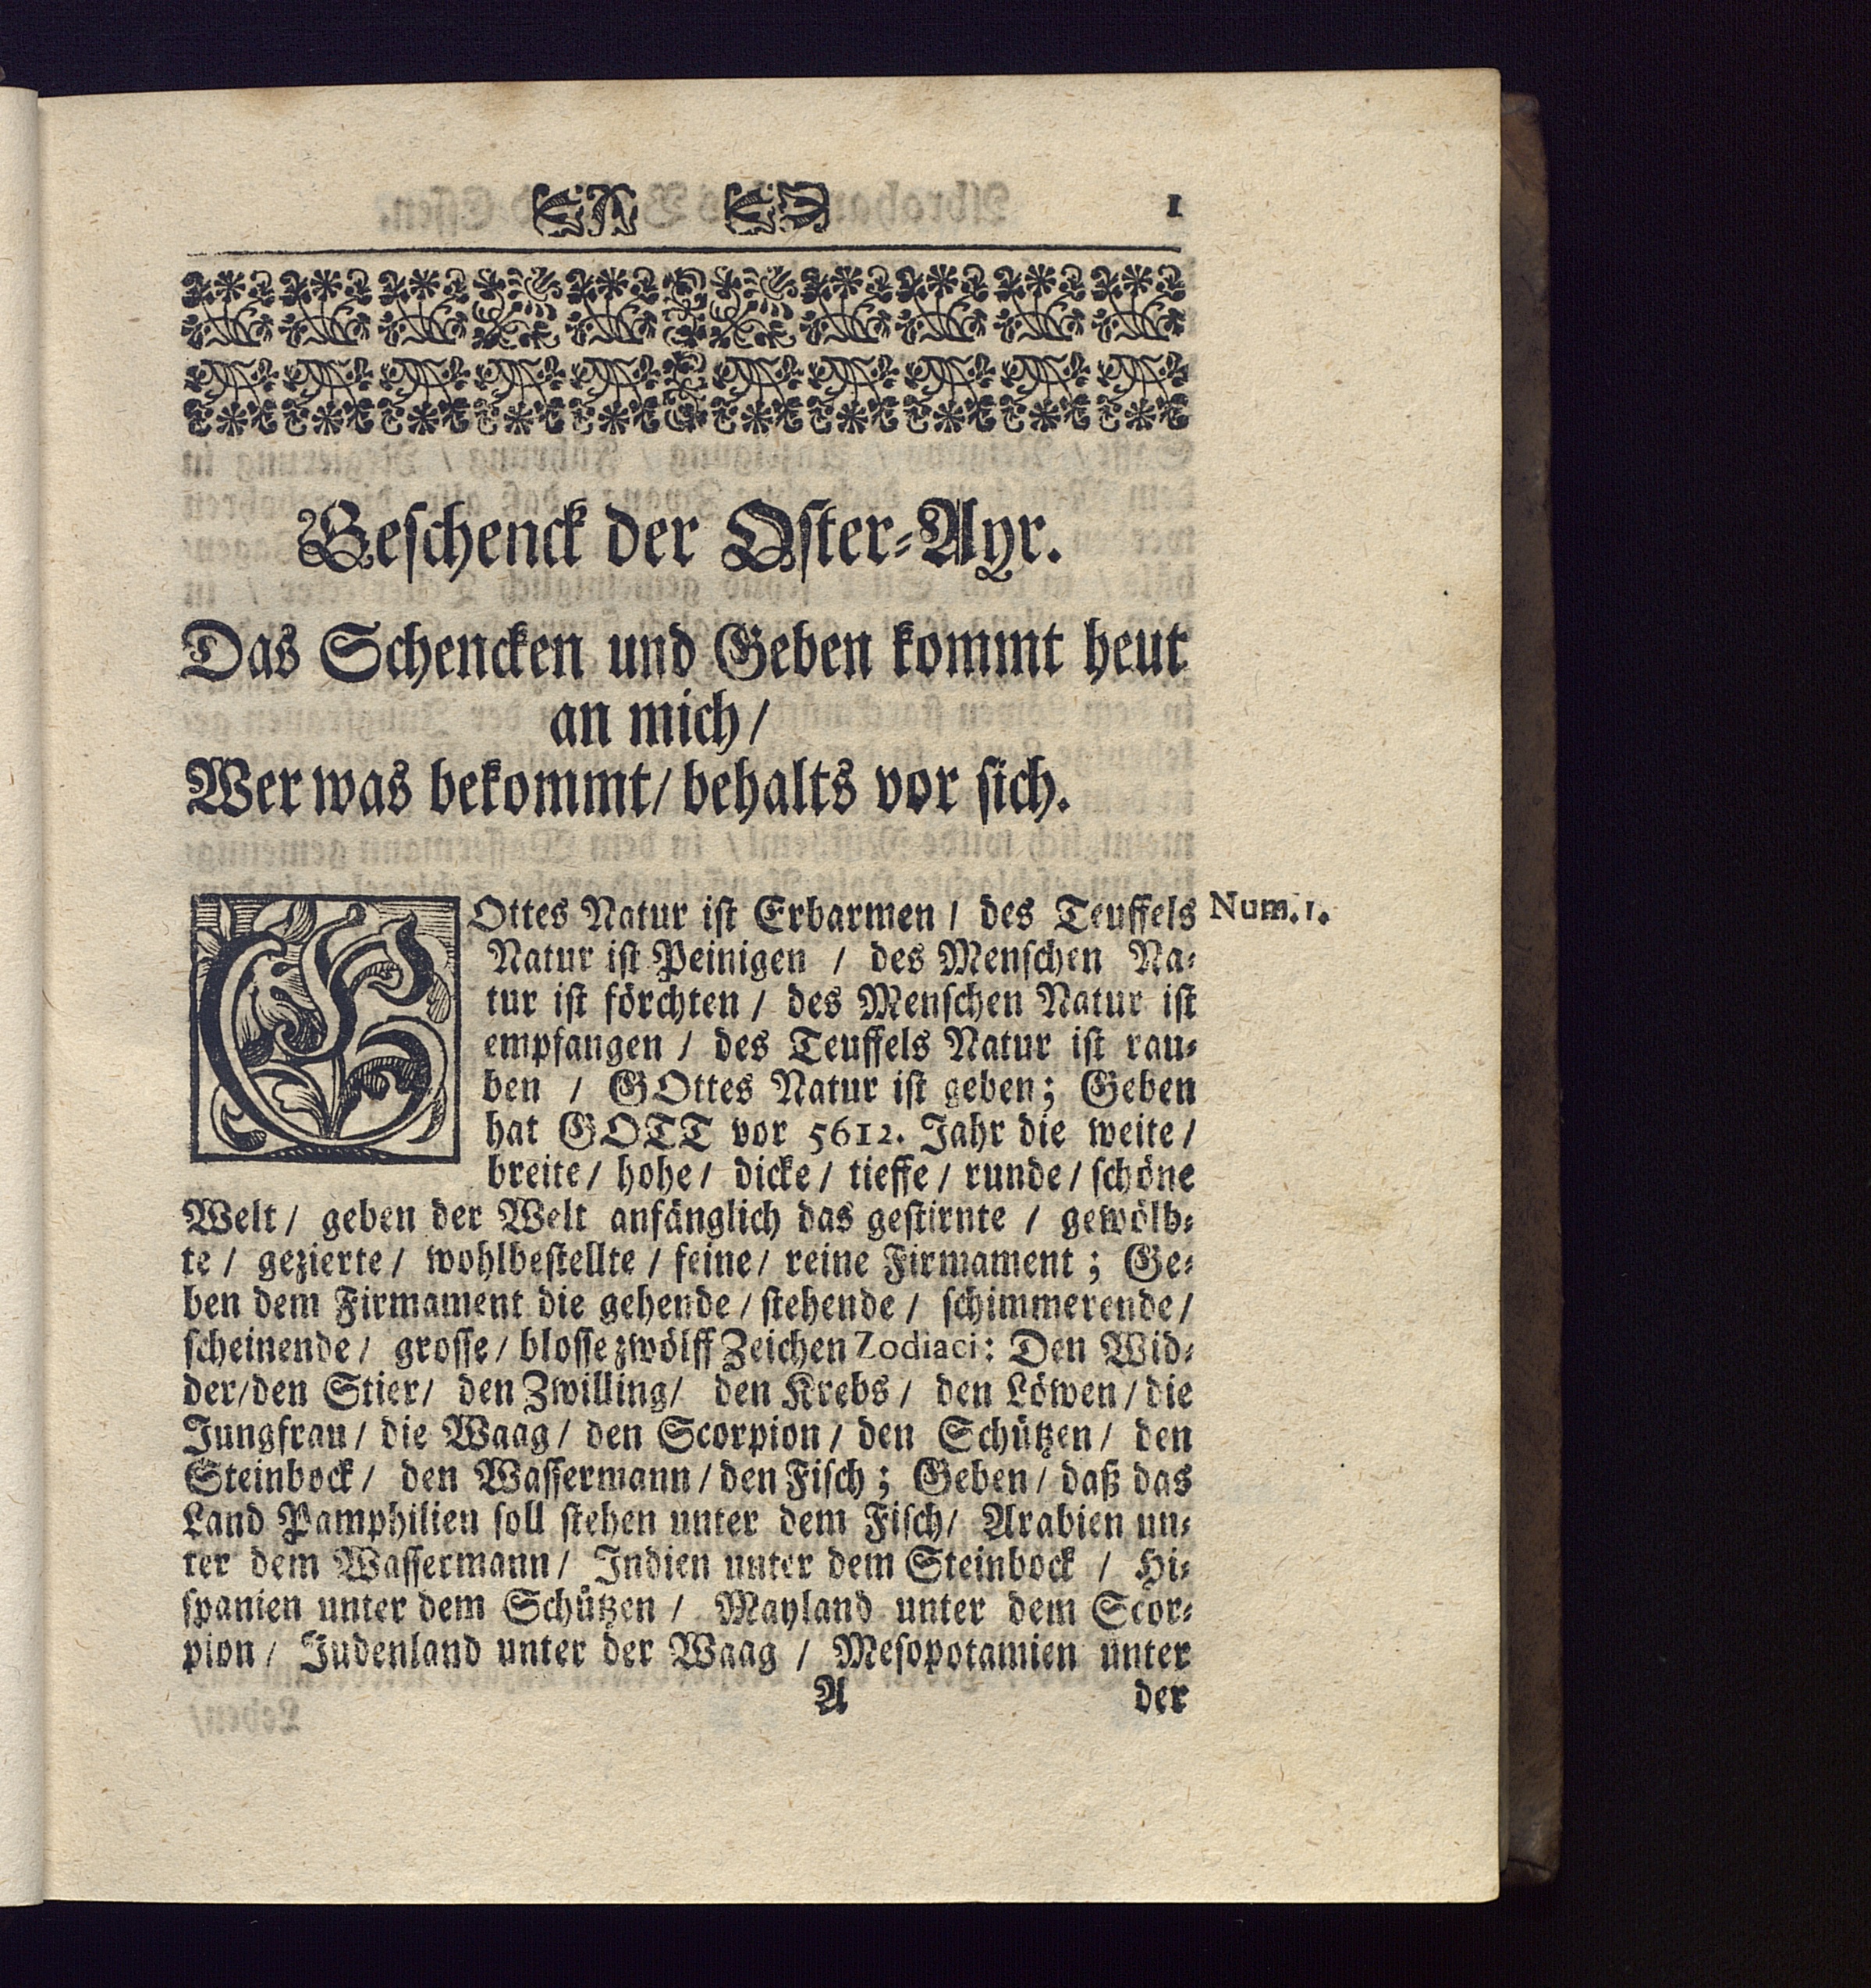 1
Geschenck der Oster-Ayr.
Das Schencken und Geben kommt heut
an mich /
Wer was bekommt / behalts vor sich.
GOttes Natur ist Erbarmen / des Teuffels
Num. 1.
Natur ist Peinigen / des Menschen Na-
tur ist förchten / des Menschen Natur ist
empfangen / des Teuffels Natur ist rau-
ben / GOttes Natur ist geben; Geben
hat GOTT vor 5612. Jahr die weite /
breite / hohe / dicke / tieffe / runde / schöne
Welt / geben der Welt anfänglich das gestirnte / gewölb-
te / gezierte / wohlbestellte / feine / reine Firmament ; Ge-
ben dem Firmament die gehende / stehende / schimmerende /
scheinende / grosse / blosse zwölff Zeichen Zodiaci : Den Wid-
der / den Stier / den Zwilling / den Krebs / den Löwen / die
Jungfrau / die Waag / den Scorpion / den Schützen / den
Steinbock / den Wassermann / den Fisch ; Geben / daß das
Land Pamphilien soll stehen unter dem Fisch / Arabien un-
ter dem Wassermann / Indien unter dem Steinbock / Hi-
spanien unter dem Schützen / Mayland unter dem Scor-
pion / Judenland unter der Waag / Mesopotamien unter
A der